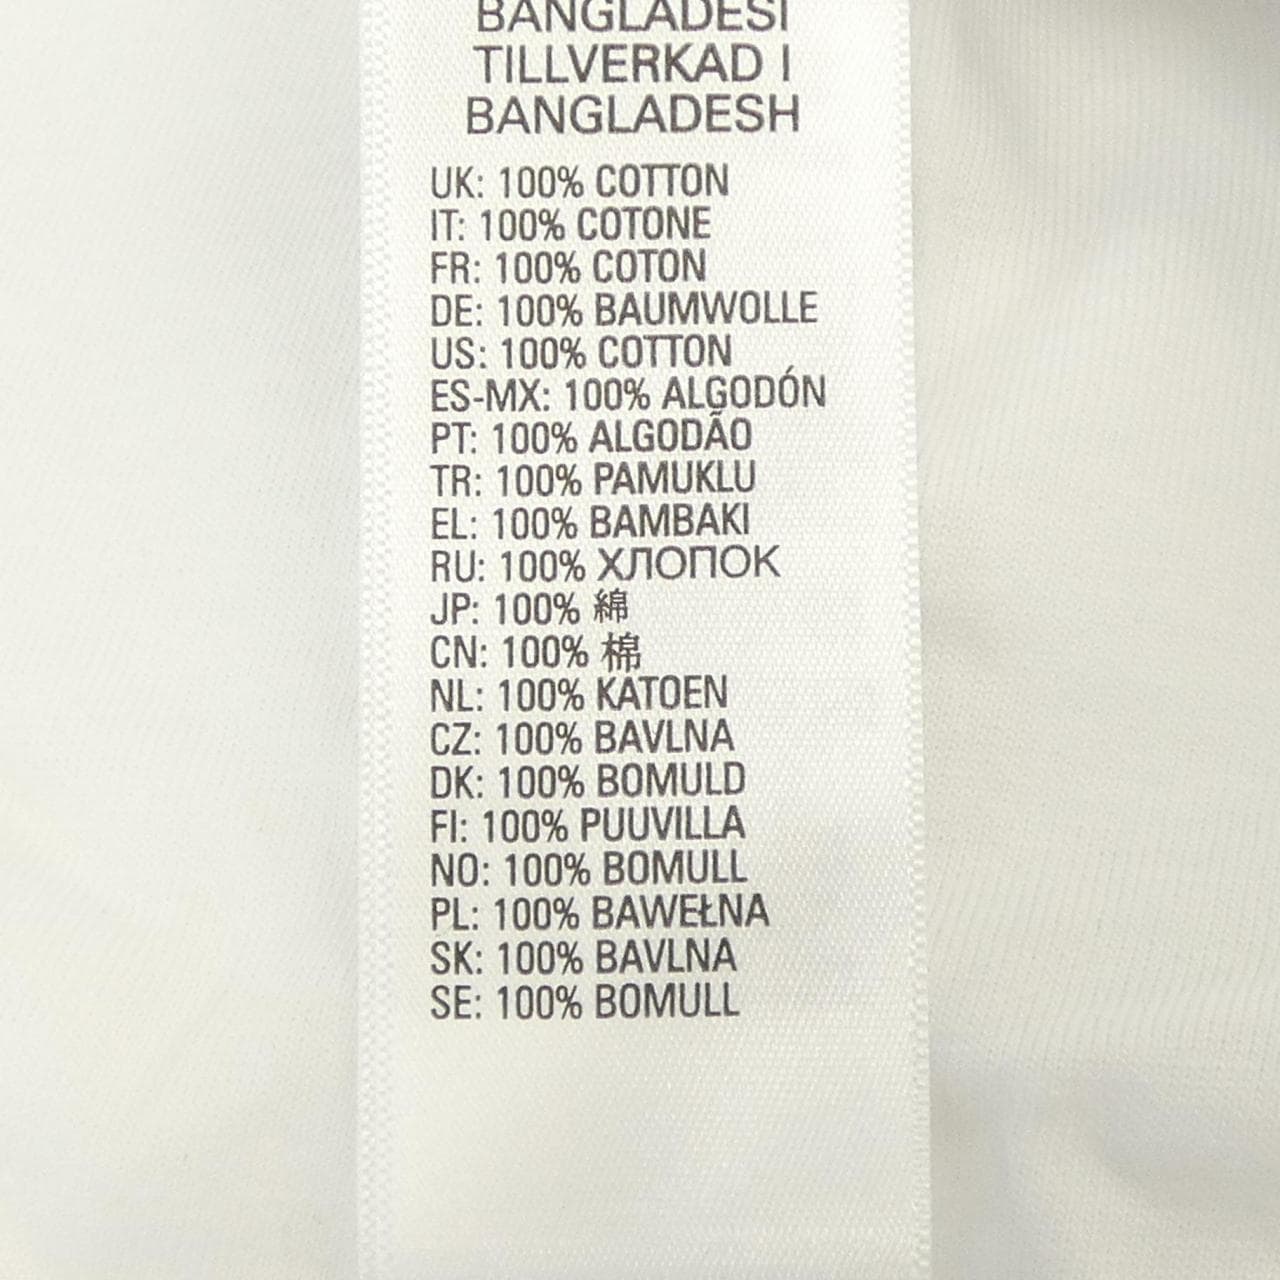 BANGLADESI
TILLVERKAD I
BANGLADESH
UK: 100% COTTON
IT: 100% COTONE
FR: 100% COTON
DE: 100% BAUMWOLLE
US: 100% COTTON
ES-MX: 100% ALGODÓN
PT: 100% ALGODÃO
TR: 100% PAMUKLU
EL: 100% BAMBAKI
RU: 100% ХЛОПОК
JP: 100% 綿
CN: 100% 棉
NL: 100% KATOEN
CZ: 100% BAVLNA
DK: 100% BOMULD
FI: 100% PUUVILLA
NO: 100% BOMULL
PL: 100% BAWEŁNA
SK: 100% BAVLNA
SE: 100% BOMULL